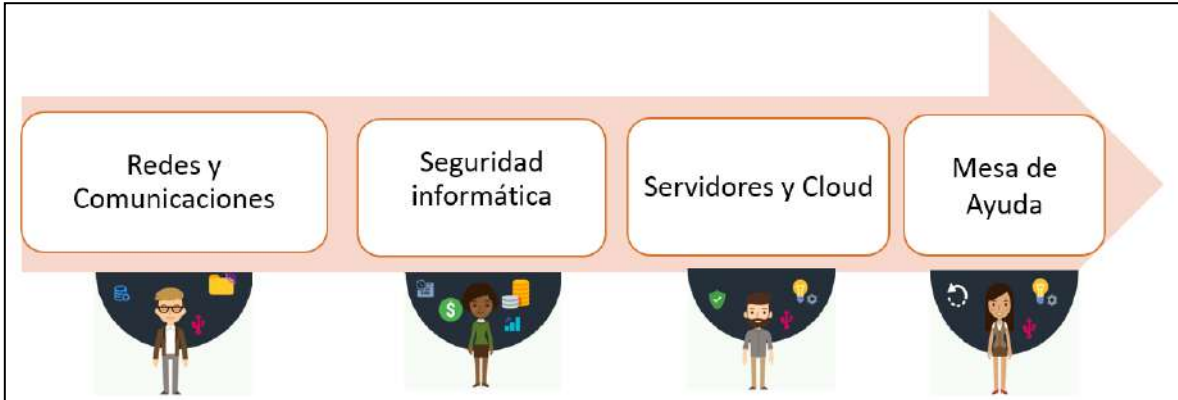 Redes y
Comunicaciones
Seguridad
informática
Servidores y Cloud
Mesa de
Ayuda
$